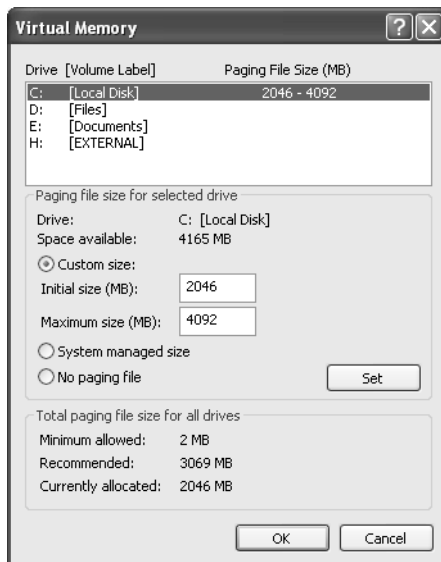 Virtual Memory
Drive [Volume Label] Paging File Size (MB)
C: [Local Disk] 2046 - 4092
D: [Files]
E: [Documents]
H: [EXTERNAL]
Paging file size for selected drive
Drive: C: [Local Disk]
Space available: 4165 MB
Custom size:
Initial size (MB): 2046
Maximum size (MB): 4092
System managed size
No paging file Set
Total paging file size for all drives
Minimum allowed: 2 MB
Recommended: 3069 MB
Currently allocated: 2046 MB
OK Cancel